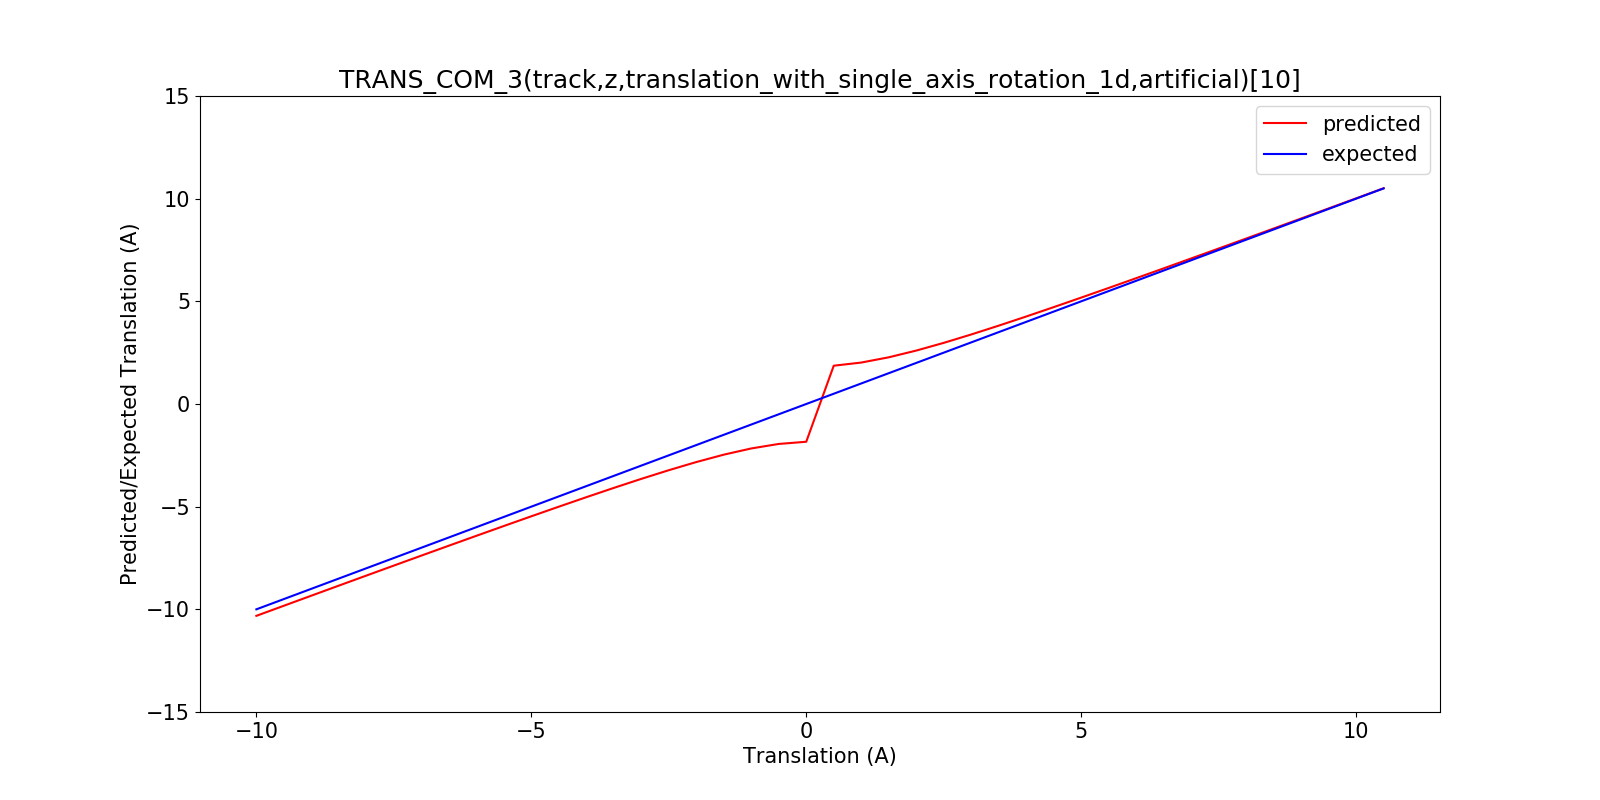 TRANS_COM_3(track,z,translation_with_single_axis_rotation_1d,artificial)[10]
predicted
expected
Predicted/Expected Translation (A)
15
10
5
0
−5
−10
−15
−10
−5
0
5
10
Translation (A)